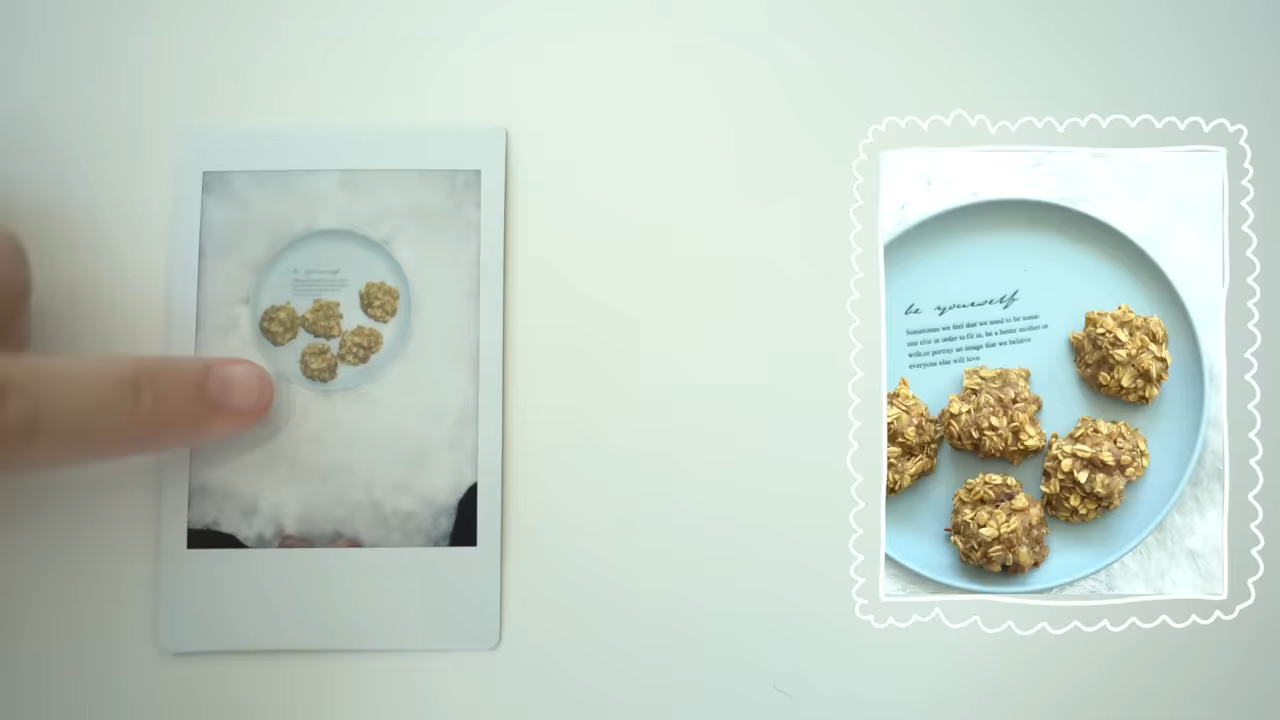 be yourself
Sometimes we feel that we need to be some-
one else in order to fit in, be a better mother or
wife,or portray an image that we believe
everyone else will love.